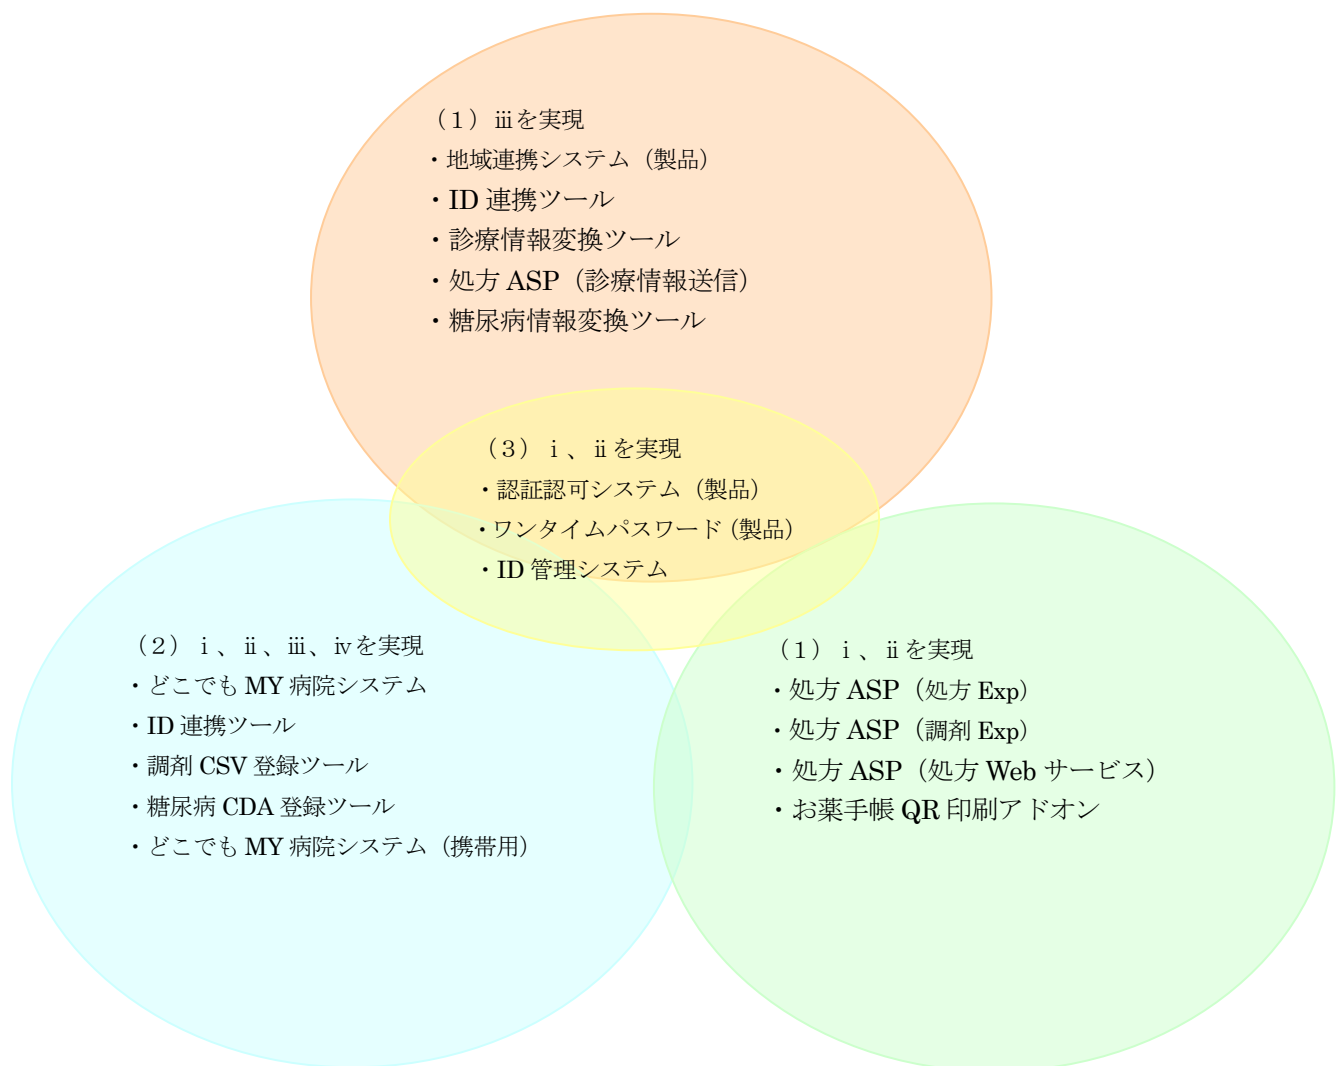 （１）ⅲを実現
・地域連携システム（製品）
・ID 連携ツール
・診療情報変換ツール
・処方 ASP（診療情報送信）
・糖尿病情報変換ツール
（３）ⅰ、ⅱを実現
・認証認可システム（製品）
・ワンタイムパスワード（製品）
・ID 管理システム
（２）ⅰ、ⅱ、ⅲ、ⅳを実現
・どこでも MY 病院システム
・ID 連携ツール
・調剤 CSV 登録ツール
・糖尿病 CDA 登録ツール
・どこでも MY 病院システム（携帯用）
（１）ⅰ、ⅱを実現
・処方 ASP（処方 Exp）
・処方 ASP（調剤 Exp）
・処方 ASP（処方 Web サービス）
・お薬手帳 QR 印刷アドオン